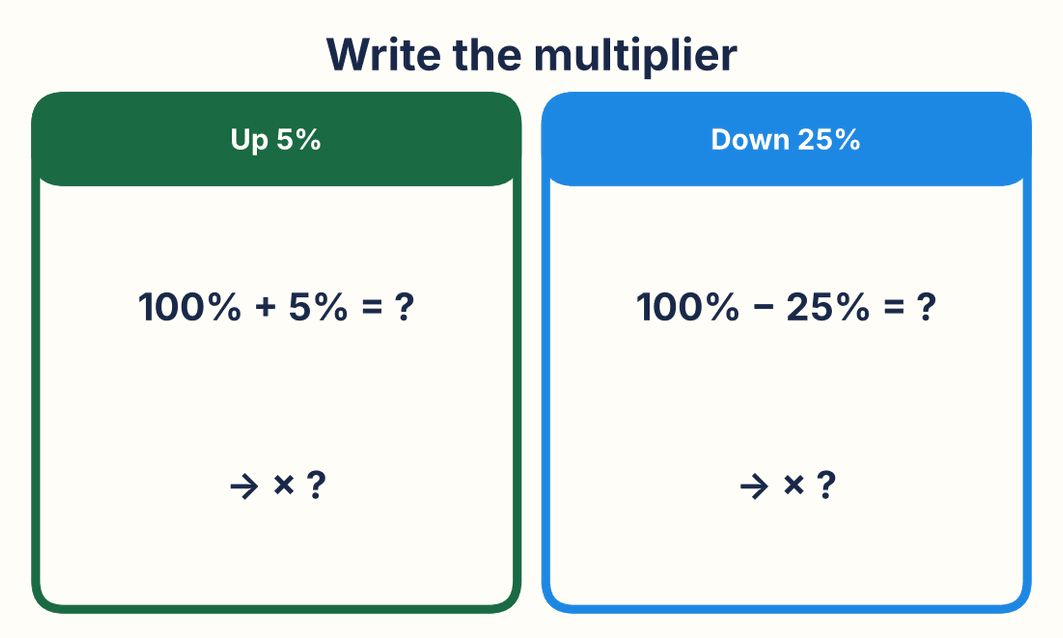 Write the multiplier
Up 5%
100% + 5% = ?
→ × ?
Down 25%
100% − 25% = ?
→ × ?